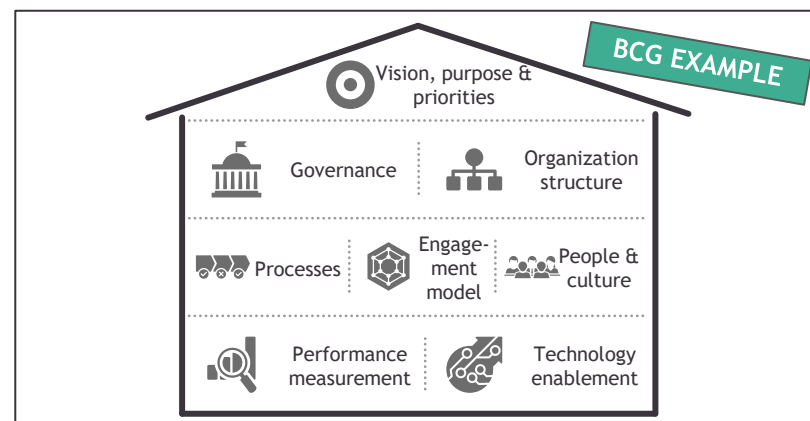 BCG EXAMPLE
Vision, purpose &
priorities
Governance
Organization
structure
Processes
Engage-
ment
model
People &
culture
Performance
measurement
Technology
enablement